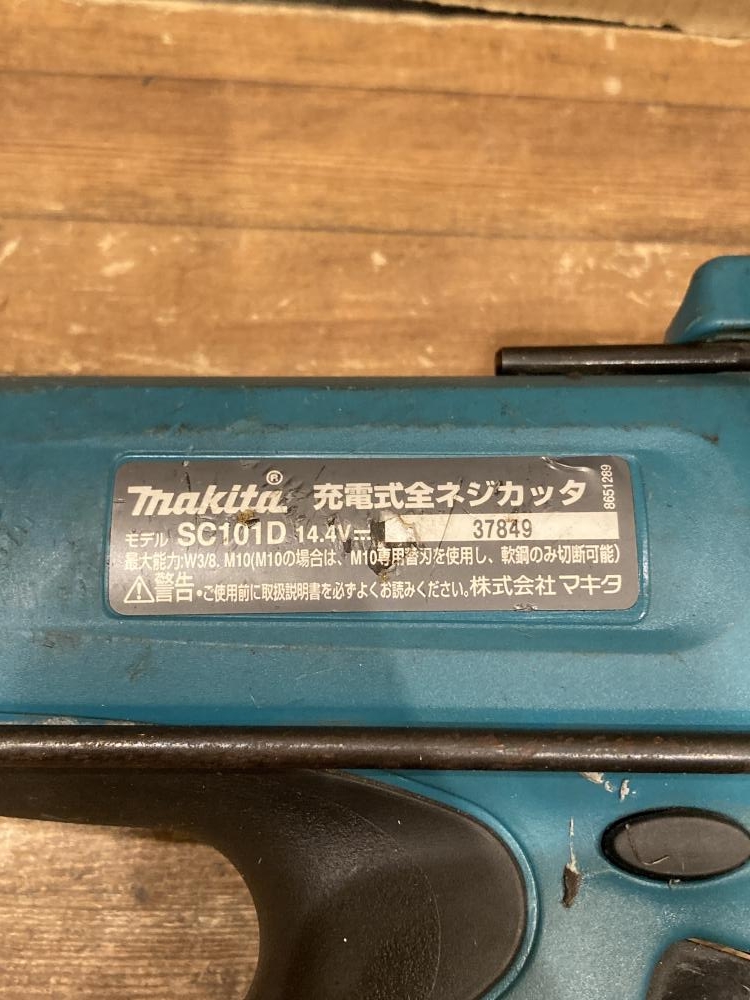 makita® 充電式全ネジカッタ
モデル SC101D 14.4V⎓ 37849
最大能力:W3/8. M10(M10の場合は、M10専用替刃を使用し、軟鋼のみ切断可能)
⚠警告・ご使用前に取扱説明書を必ずよくお読みください。株式会社マキタ
8651289